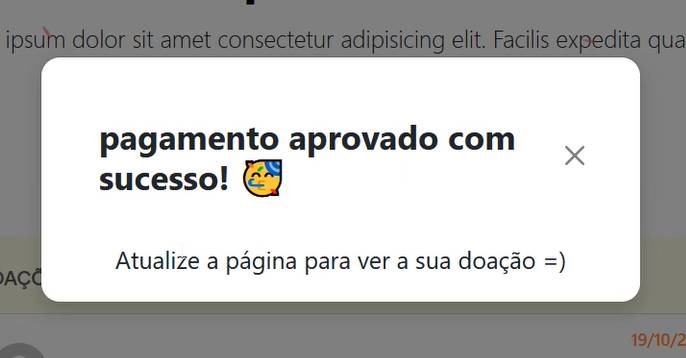 ipsum dolor sit amet consectetur adipisicing elit. Facilis expedita qua
pagamento aprovado com
sucesso! 🥳
Atualize a página para ver a sua doação =)
19/10/2